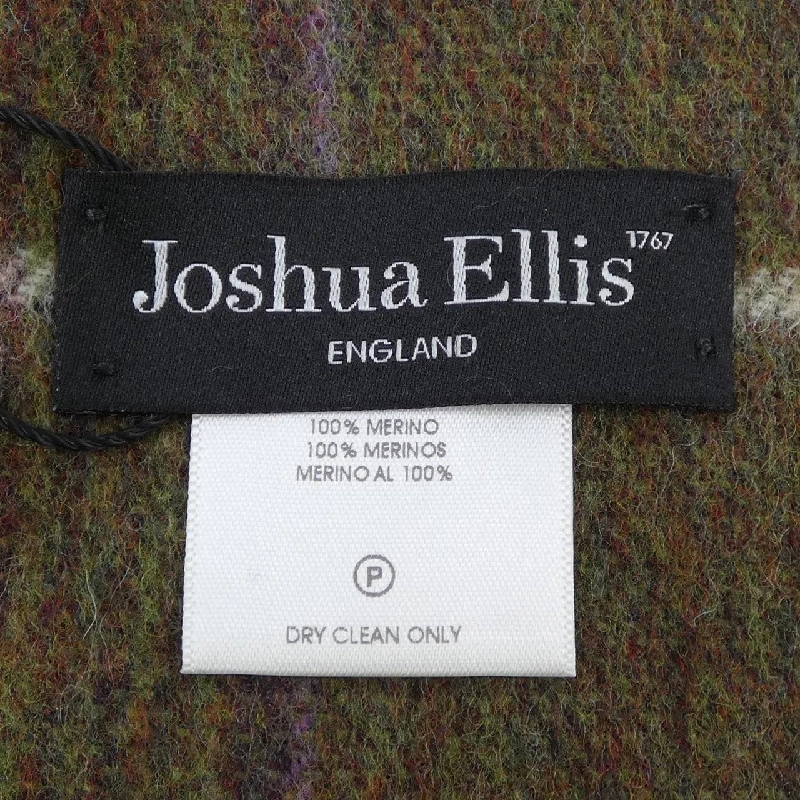 Joshua Ellis 1767
ENGLAND
100% MERINO
100% MERINOS
MERINO AL 100%
P
DRY CLEAN ONLY